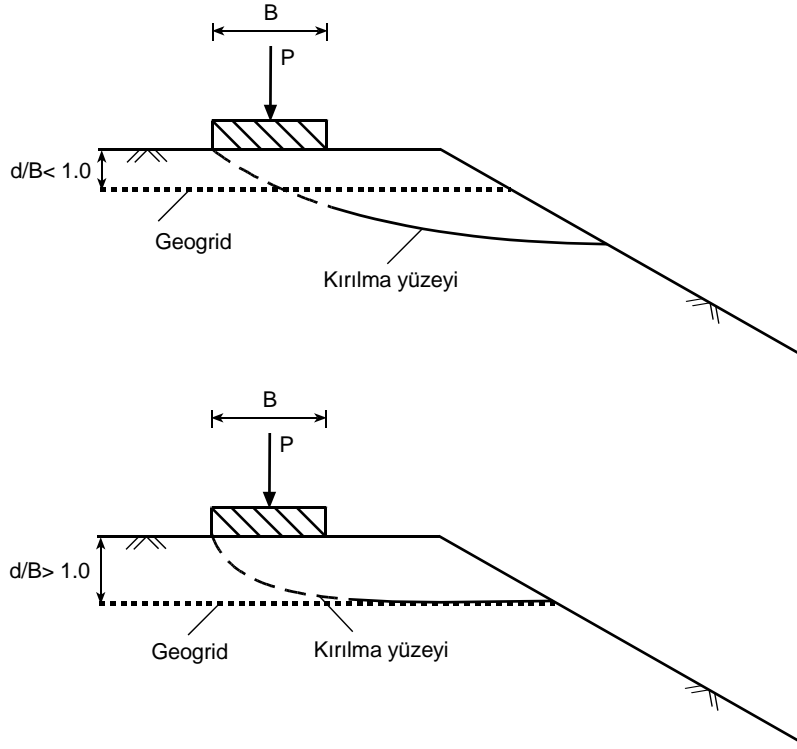 B
P
d/B< 1.0
Geogrid
Kırılma yüzeyi
B
P
d/B> 1.0
Geogrid
Kırılma yüzeyi